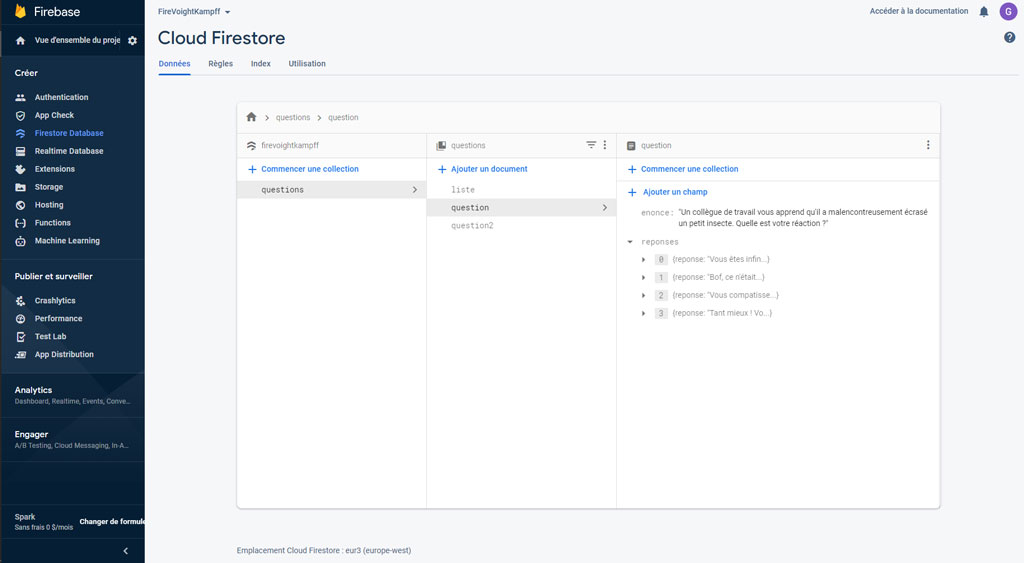 Firebase
Vue d'ensemble du proje
Créer
Authentication
App Check
Firestore Database
Realtime Database
Extensions
Storage
Hosting
Functions
Machine Learning
Publier et surveiller
Crashlytics
Performance
Test Lab
App Distribution
Analytics
Dashboard, Realtime, Events, Conve...
Engager
A/B Testing, Cloud Messaging, In-A...
Spark
Sans frais 0 $/mois
Changer de formule
FireVoightKampff
Accéder à la documentation
G
Cloud Firestore
Données Règles Index Utilisation
questions > question
firevoightkampff
Commencer une collection
questions
questions
Ajouter un document
liste
question
question2
question
Commencer une collection
Ajouter un champ
enonce: "Un collègue de travail vous apprend qu'il a malencontreusement écrasé
un petit insecte. Quelle est votre réaction ?"
reponses
0 {reponse: "Vous êtes infin...}
1 {reponse: "Bof, ce n'était...}
2 {reponse: "Vous compatisse...}
3 {reponse: "Tant mieux ! Vo...}
Emplacement Cloud Firestore : eur3 (europe-west)